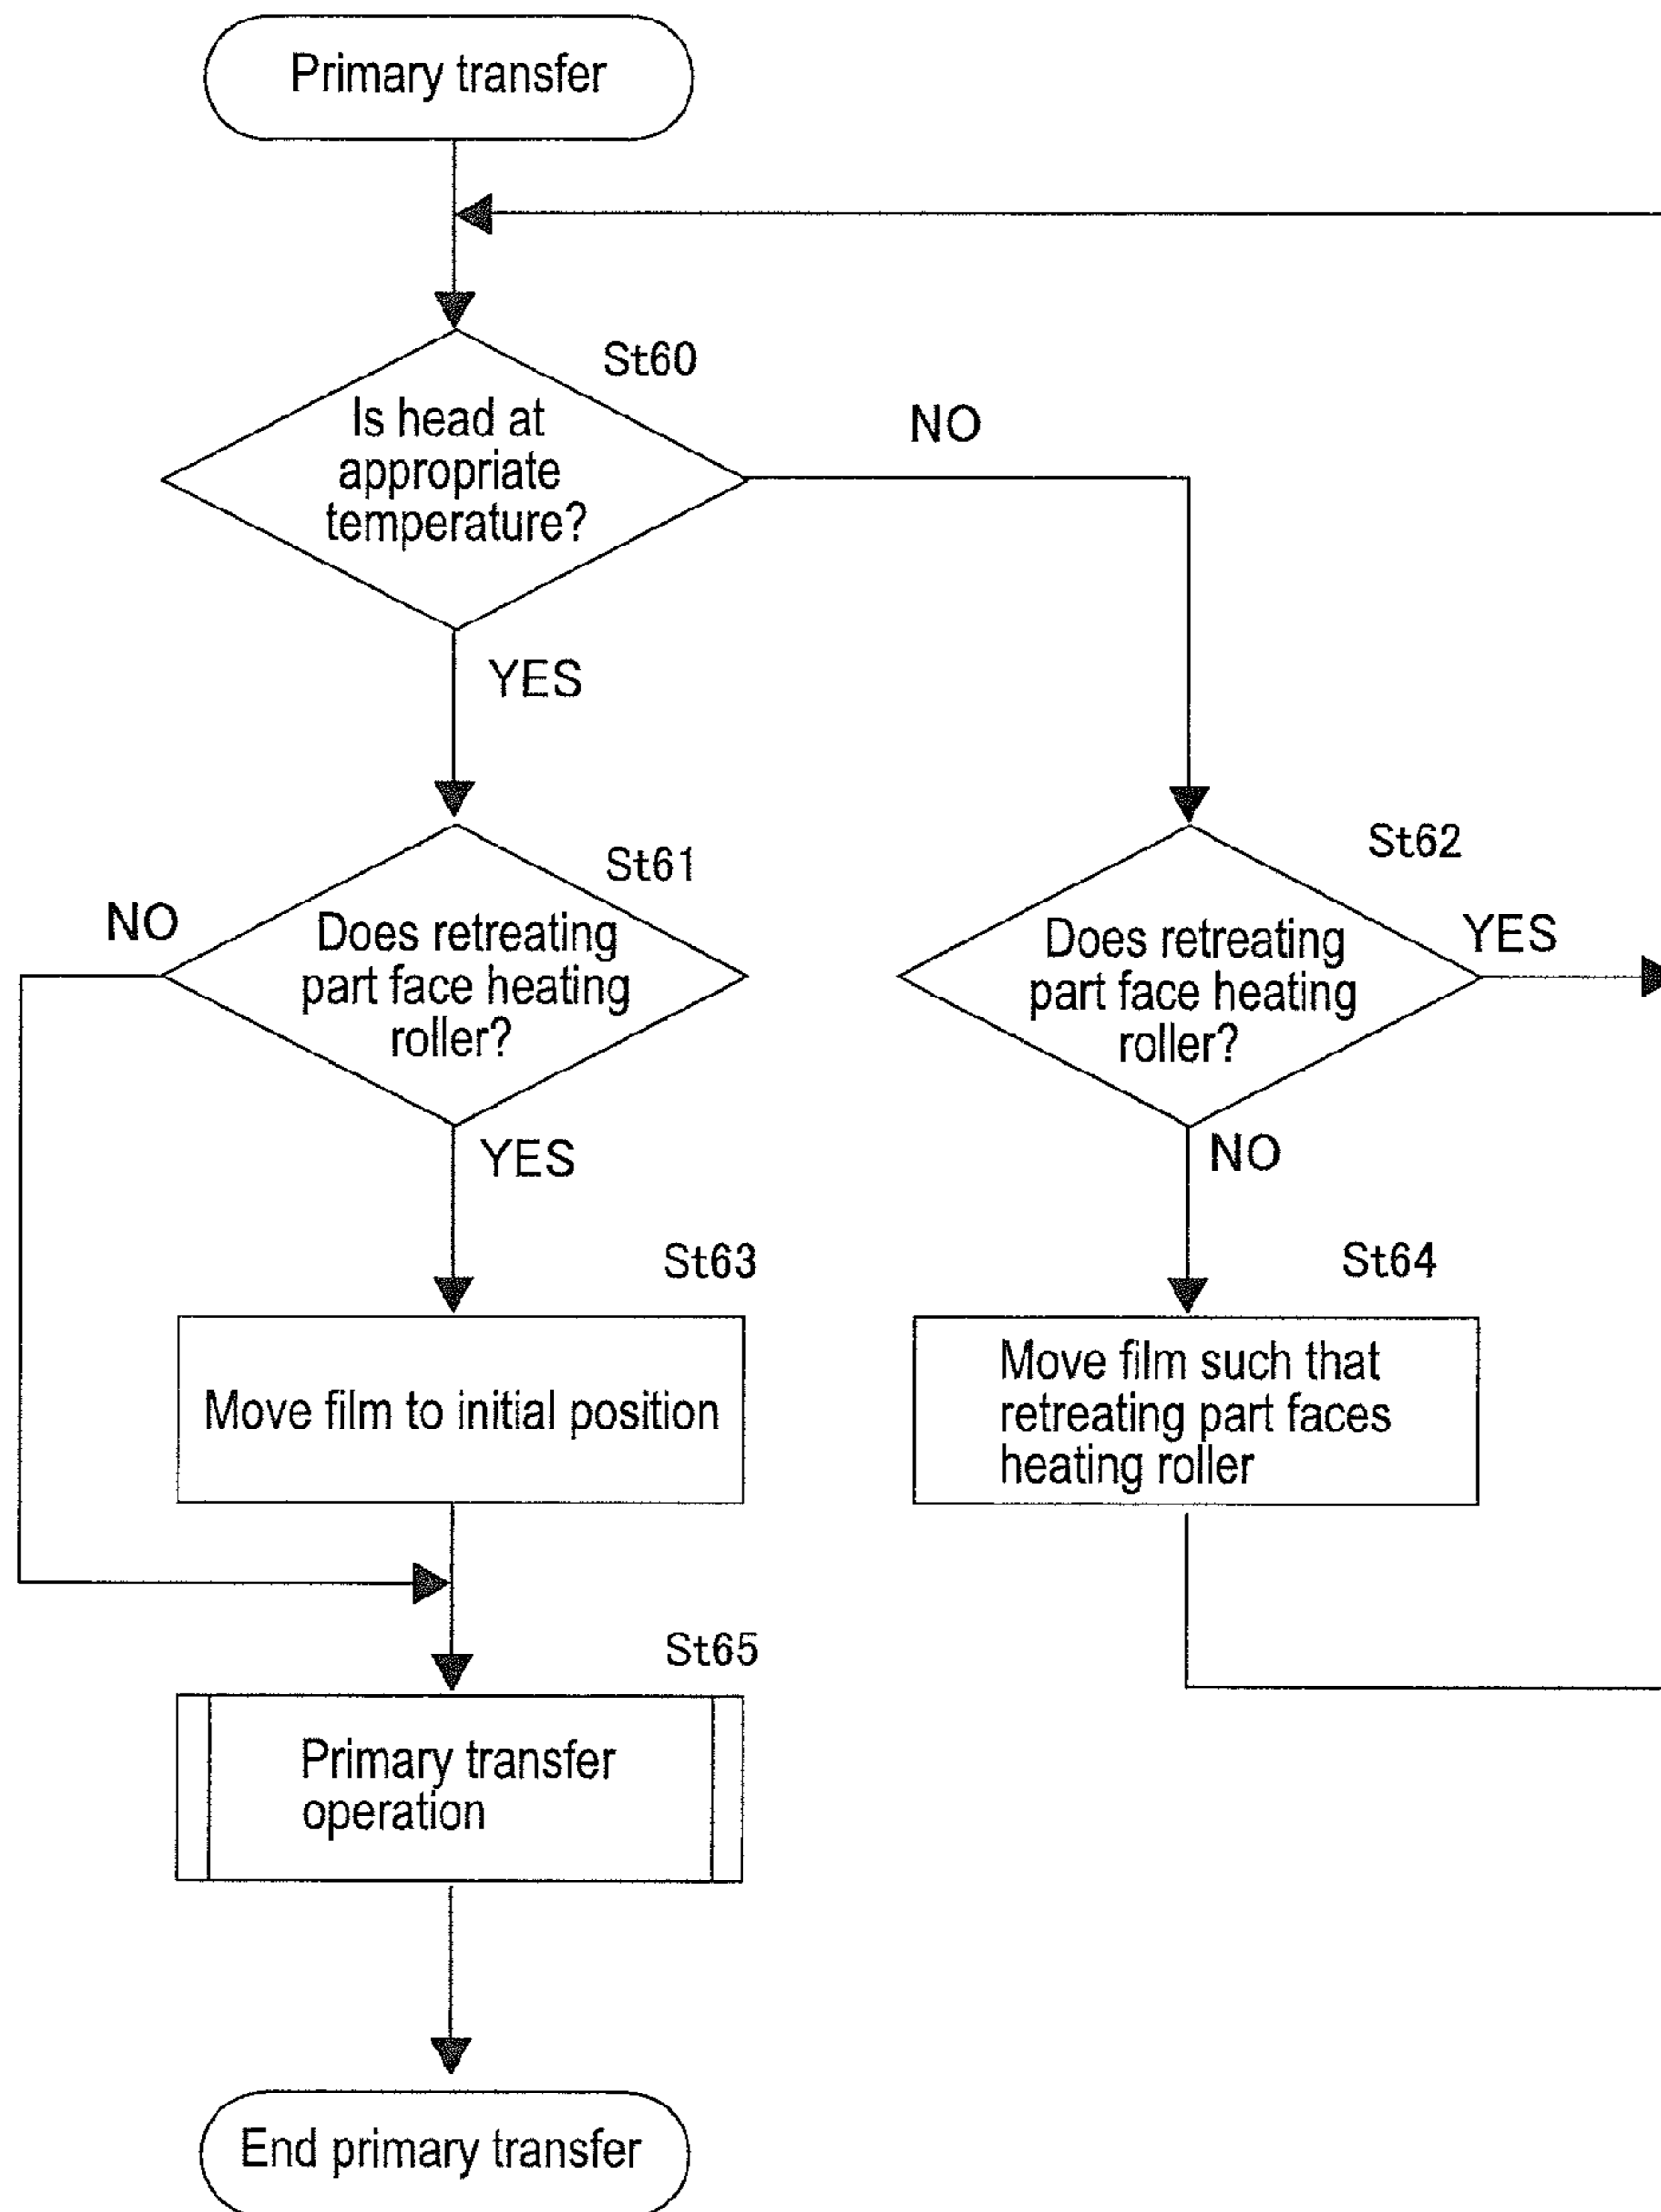 Primary transfer
St60
Is head at
appropriate
temperature?
NO
YES
St61
Does retreating
part face heating
roller?
NO
YES
St62
Does retreating
part face heating
roller?
YES
NO
St63
Move film to initial position
St64
Move film such that
retreating part faces
heating roller
St65
Primary transfer
operation
End primary transfer